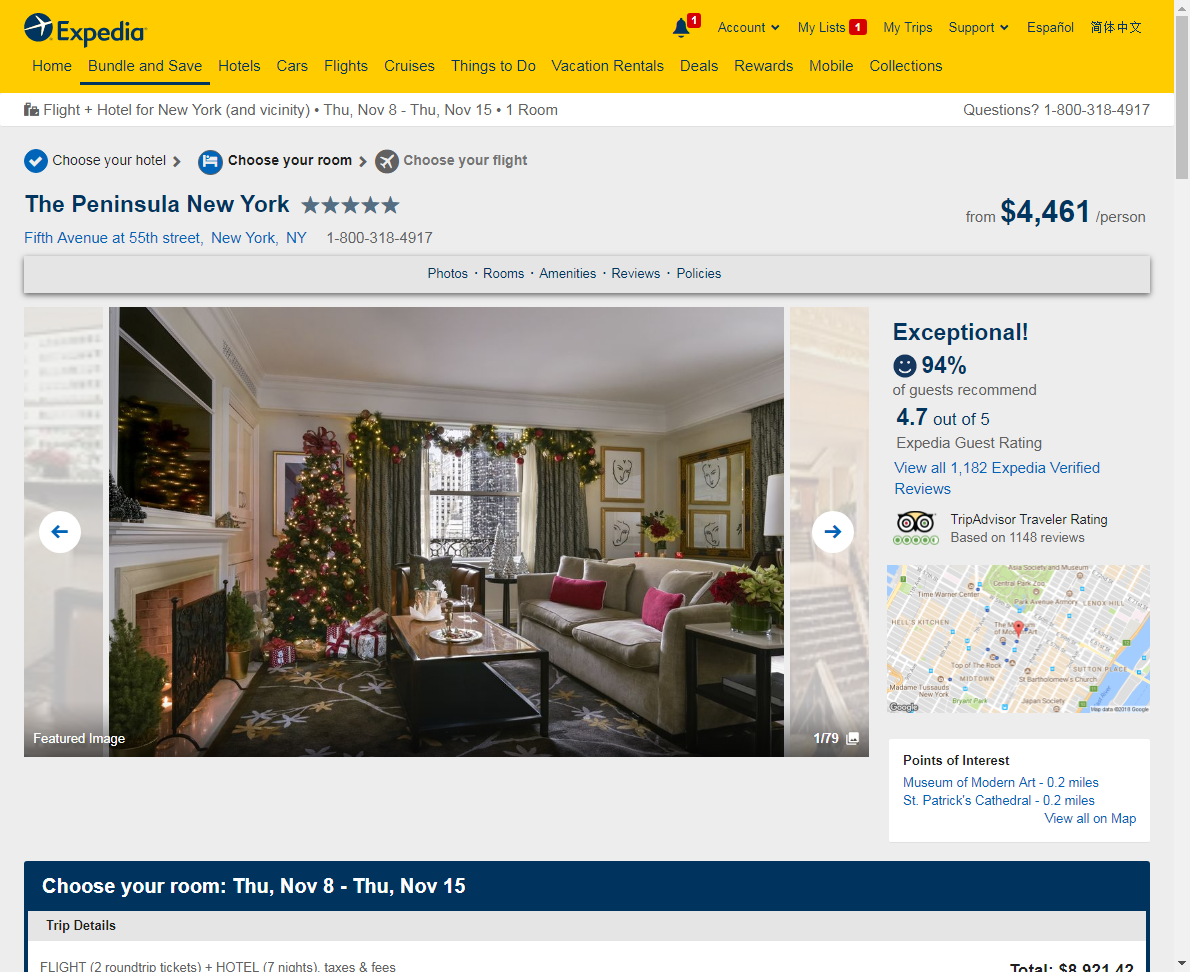 Expedia
1
Account
My Lists 1
My Trips
Support
Español
简体中文
Home
Bundle and Save
Hotels
Cars
Flights
Cruises
Things to Do
Vacation Rentals
Deals
Rewards
Mobile
Collections
Flight + Hotel for New York (and vicinity) • Thu, Nov 8 - Thu, Nov 15 • 1 Room
Questions? 1-800-318-4917
Choose your hotel
Choose your room
Choose your flight
The Peninsula New York
from $4,461 /person
Fifth Avenue at 55th street, New York, NY 1-800-318-4917
Photos · Rooms · Amenities · Reviews · Policies
Featured Image
1/79
Exceptional!
94%
of guests recommend
4.7 out of 5
Expedia Guest Rating
View all 1,182 Expedia Verified
Reviews
TripAdvisor Traveler Rating
Based on 1148 reviews
Asia Society and Museum
Central Park Zoo
Time Warner Center
Park Avenue Armory
LENOX HILL
HELL'S KITCHEN
The Museum
of Modern Art
Top of The Rock
SUTTON PLACE
MIDTOWN
St Bartholomew's Church
Madame Tussauds
New York
Bryant Park
Japan Society
Google
Map data ©2018 Google
Points of Interest
Museum of Modern Art - 0.2 miles
St. Patrick's Cathedral - 0.2 miles
View all on Map
Choose your room: Thu, Nov 8 - Thu, Nov 15
Trip Details
FLIGHT (2 roundtrip tickets) + HOTEL (7 nights), taxes & fees
Total: $8,921.42